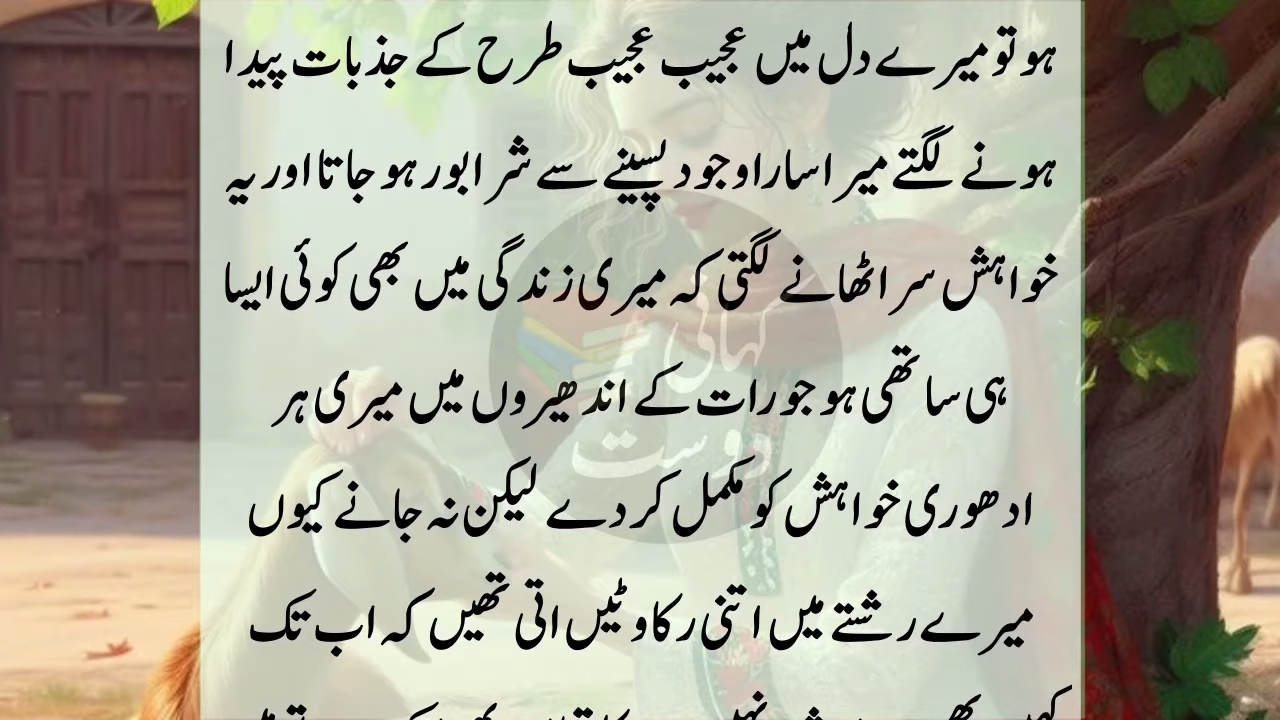 ہو تو میرے دل میں عجیب عجیب طرح کے جذبات پیدا
ہونے لگتے میرا سارا وجود پسینے سے شرابور ہو جاتا اور یہ
خواہش سر اٹھانے لگتی کہ میری زندگی میں بھی کوئی ایسا
ہی ساتھی ہو جو رات کے اندھیروں میں میری ہر
ادھوری خواہش کو مکمل کر دے لیکن نہ جانے کیوں
میرے رشتے میں اتنی رکاوٹیں اتی تھیں کہ اب تک
کہانی
دوست